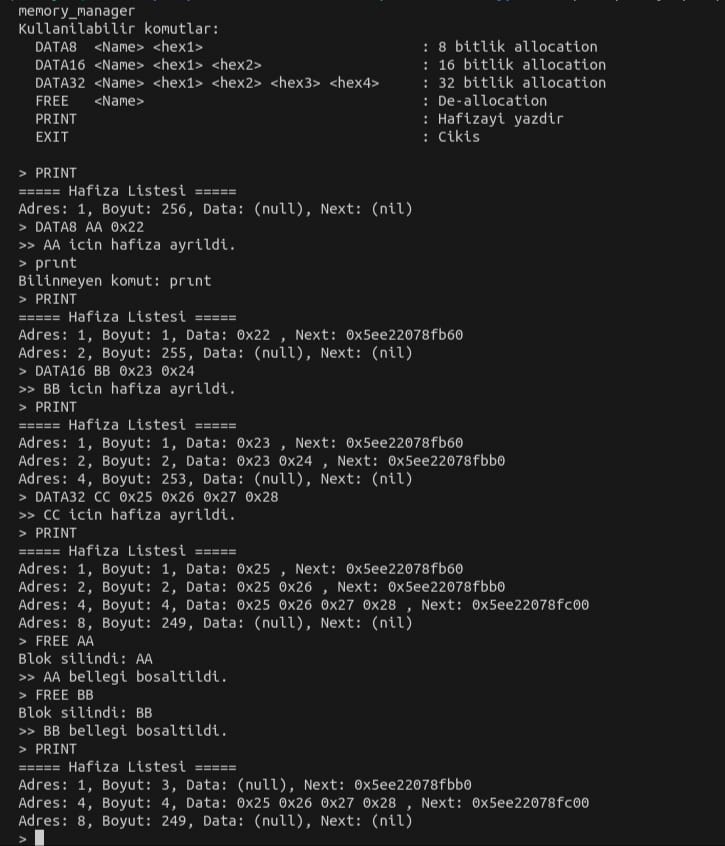 memory_manager
Kullanilabilir komutlar:
DATA8 <Name> <hex1> : 8 bitlik allocation
DATA16 <Name> <hex1> <hex2> : 16 bitlik allocation
DATA32 <Name> <hex1> <hex2> <hex3> <hex4> : 32 bitlik allocation
FREE <Name> : De-allocation
PRINT : Hafizayi yazdir
EXIT : Cikis
> PRINT
===== Hafiza Listesi =====
Adres: 1, Boyut: 256, Data: (null), Next: (nil)
> DATA8 AA 0x22
>> AA icin hafiza ayrildi.
> prınt
Bilinmeyen komut: prınt
> PRINT
===== Hafiza Listesi =====
Adres: 1, Boyut: 1, Data: 0x22 , Next: 0x5ee22078fb60
Adres: 2, Boyut: 255, Data: (null), Next: (nil)
> DATA16 BB 0x23 0x24
>> BB icin hafiza ayrildi.
> PRINT
===== Hafiza Listesi =====
Adres: 1, Boyut: 1, Data: 0x23 , Next: 0x5ee22078fb60
Adres: 2, Boyut: 2, Data: 0x23 0x24 , Next: 0x5ee22078fbb0
Adres: 4, Boyut: 253, Data: (null), Next: (nil)
> DATA32 CC 0x25 0x26 0x27 0x28
>> CC icin hafiza ayrildi.
> PRINT
===== Hafiza Listesi =====
Adres: 1, Boyut: 1, Data: 0x25 , Next: 0x5ee22078fb60
Adres: 2, Boyut: 2, Data: 0x25 0x26 , Next: 0x5ee22078fbb0
Adres: 4, Boyut: 4, Data: 0x25 0x26 0x27 0x28 , Next: 0x5ee22078fc00
Adres: 8, Boyut: 249, Data: (null), Next: (nil)
> FREE AA
Blok silindi: AA
>> AA bellegi bosaltildi.
> FREE BB
Blok silindi: BB
>> BB bellegi bosaltildi.
> PRINT
===== Hafiza Listesi =====
Adres: 1, Boyut: 3, Data: (null), Next: 0x5ee22078fbb0
Adres: 4, Boyut: 4, Data: 0x25 0x26 0x27 0x28 , Next: 0x5ee22078fc00
Adres: 8, Boyut: 249, Data: (null), Next: (nil)
>